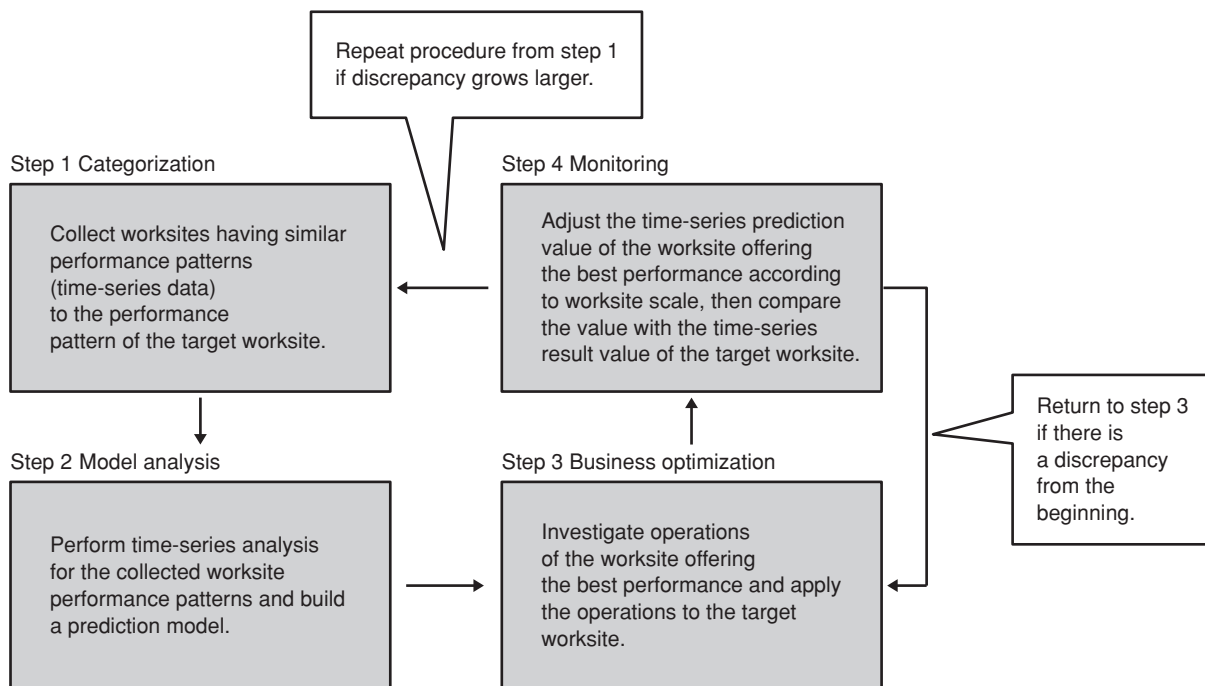 Repeat procedure from step 1
if discrepancy grows larger.
Step 1 Categorization
Collect worksites having similar
performance patterns
(time-series data)
to the performance
pattern of the target worksite.
Step 4 Monitoring
Adjust the time-series prediction
value of the worksite offering
the best performance according
to worksite scale, then compare
the value with the time-series
result value of the target worksite.
Return to step 3
if there is
a discrepancy
from the
beginning.
Step 2 Model analysis
Perform time-series analysis
for the collected worksite
performance patterns and build
a prediction model.
Step 3 Business optimization
Investigate operations
of the worksite offering
the best performance and apply
the operations to the target
worksite.